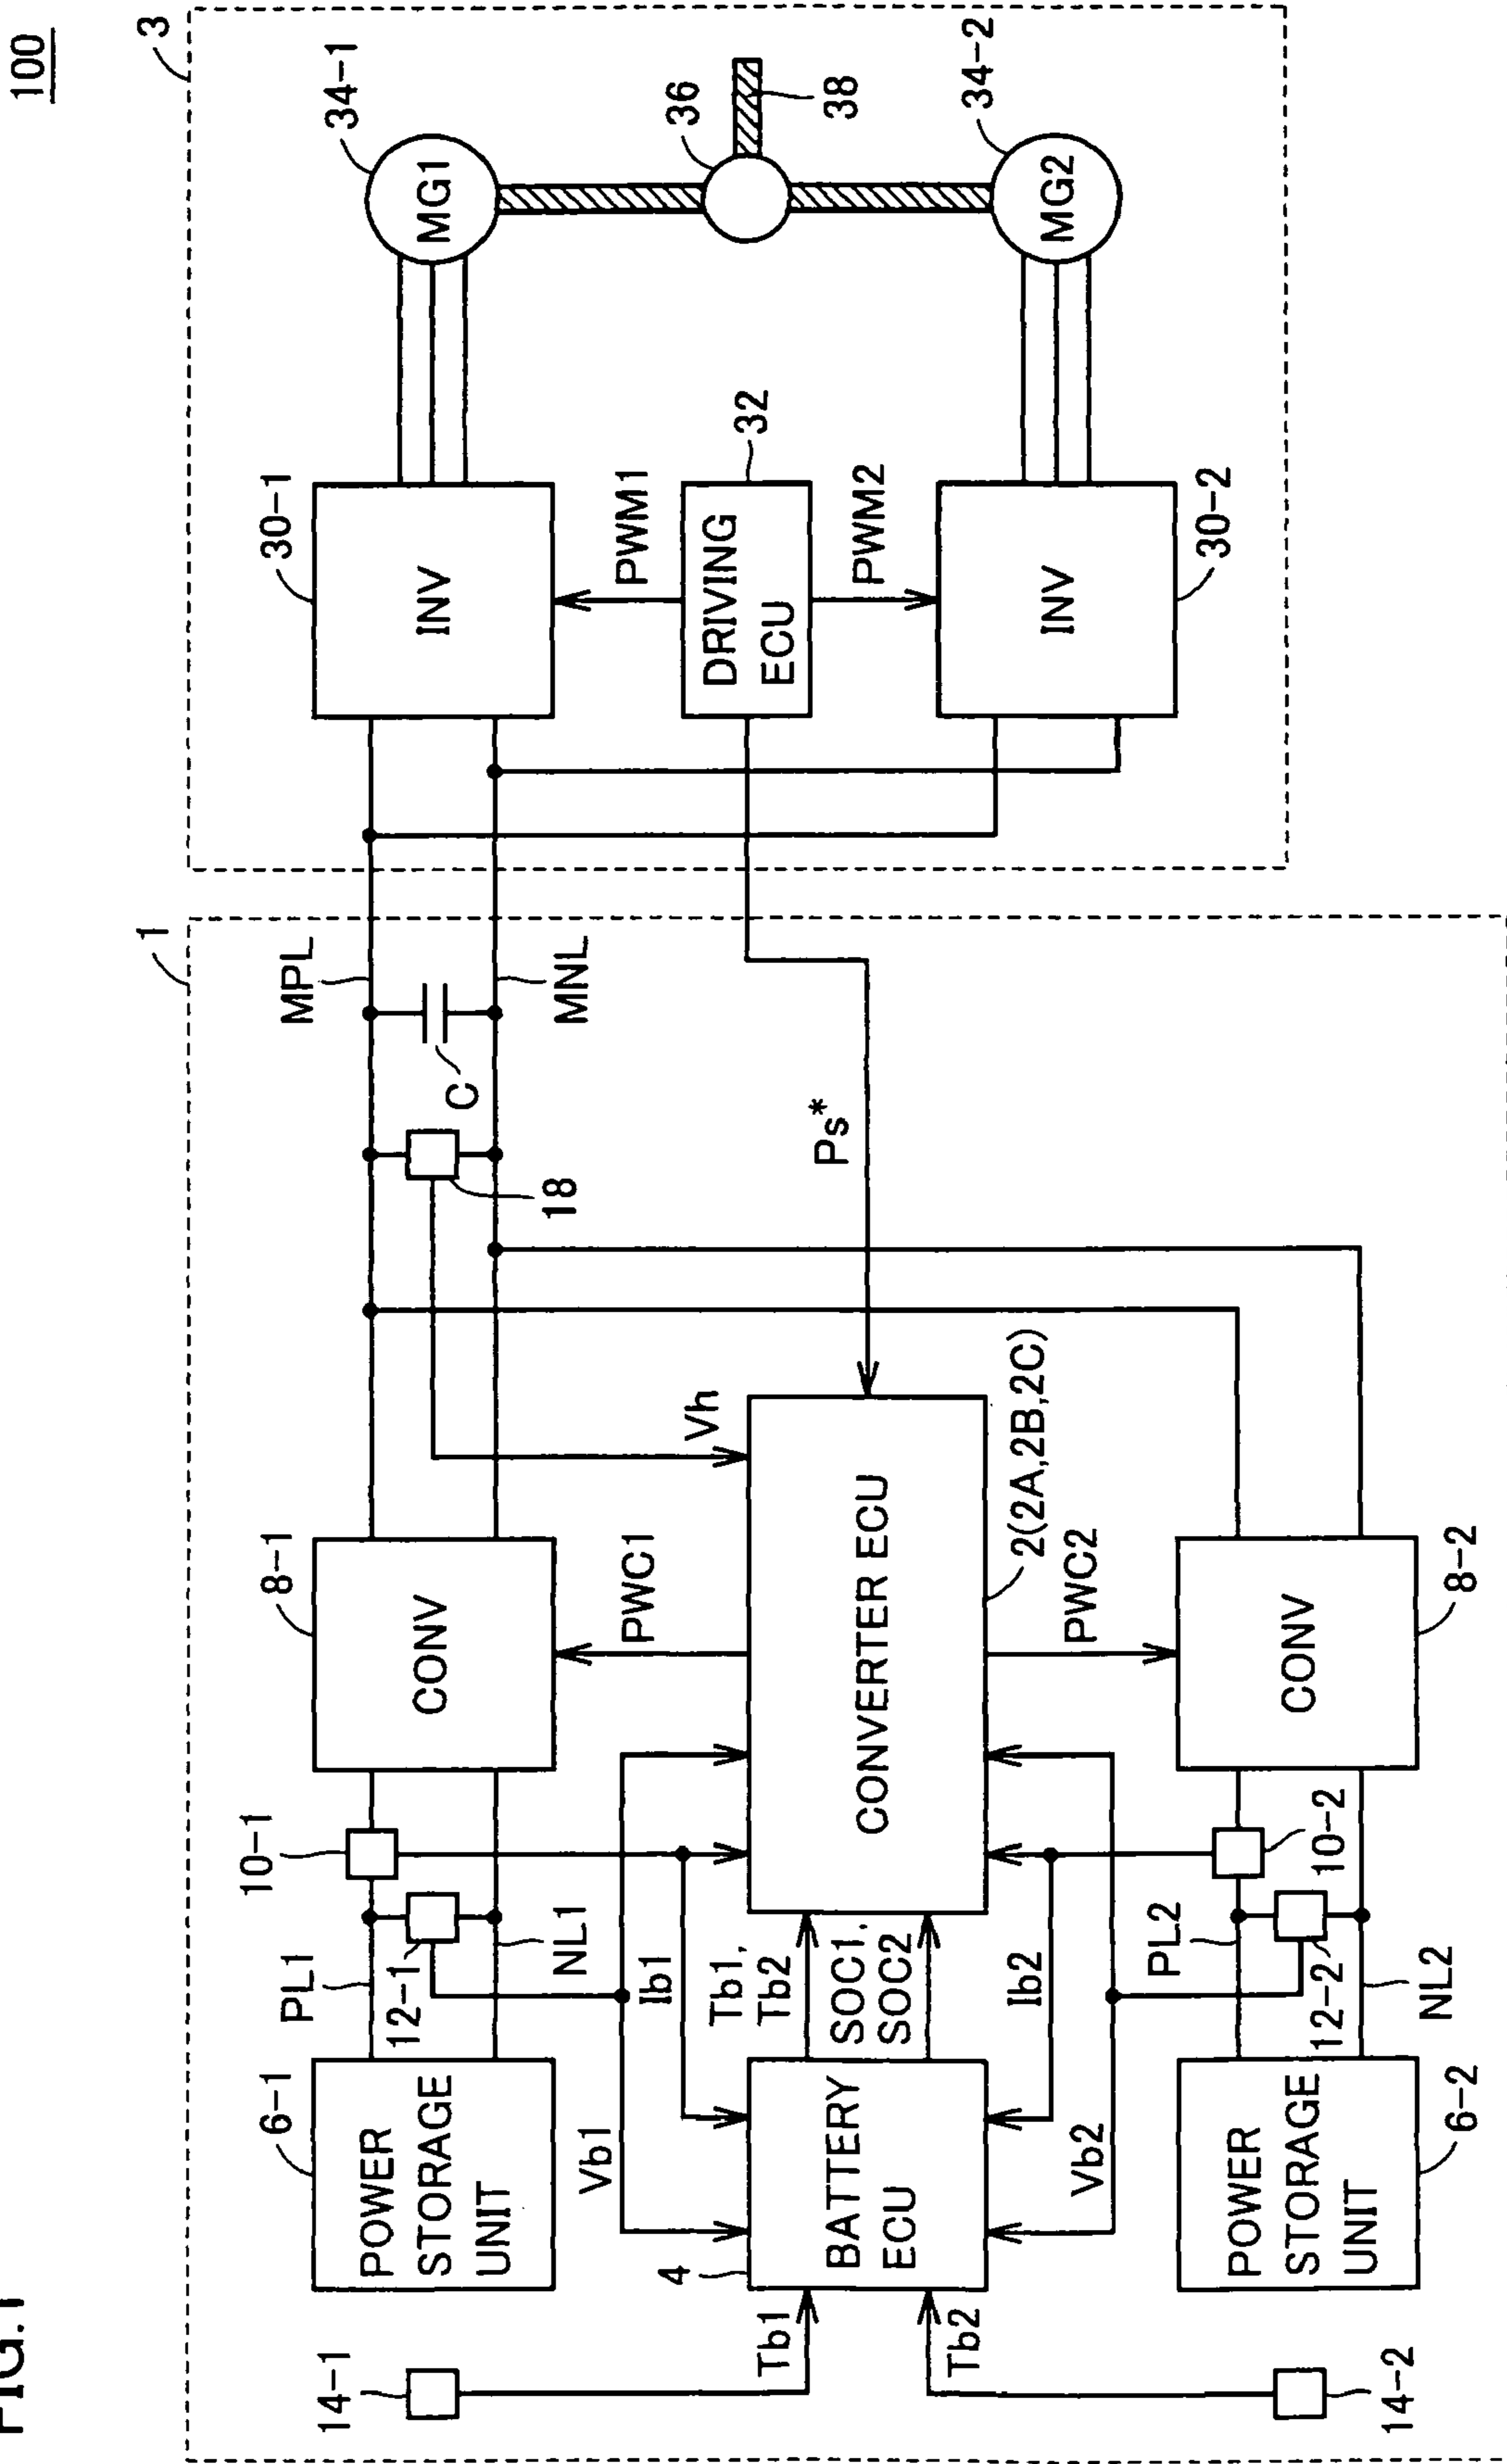 FIG.1
100
1
3
14-1
6-1
PL1
12-1
10-1
8-1
MPL
30-1
34-1
POWER
STORAGE
UNIT
CONV
C
INV
MG1
NL1
18
MNL
Vb1
Ib1
PWC1
Vh
PWM1
36
Tb1
4
BATTERY
ECU
Tb1,
Tb2
SOC1,
SOC2
CONVERTER ECU
Ps*
DRIVING
ECU
32
38
Tb2
Vb2
Ib2
PWC2
2(2A,2B,2C)
PWM2
34-2
14-2
POWER
STORAGE
UNIT
PL2
12-2
10-2
CONV
INV
MG2
6-2
NL2
8-2
30-2